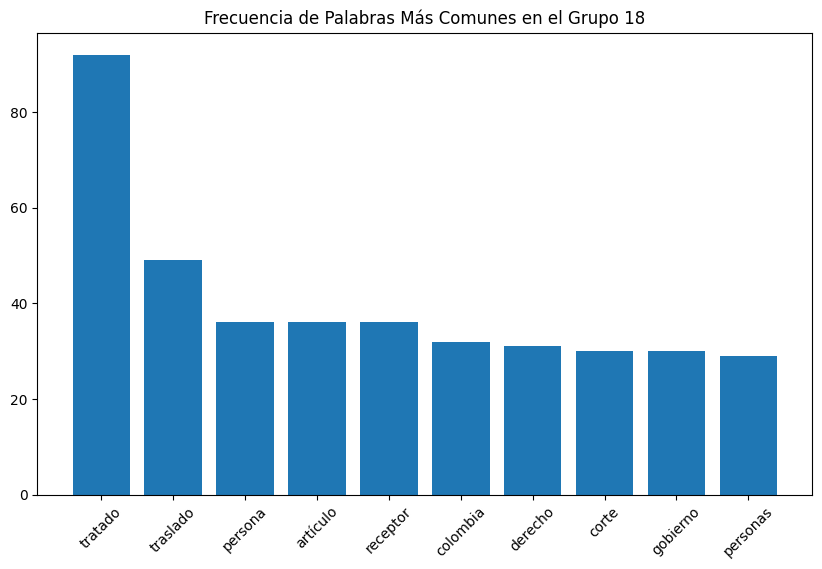 Frecuencia de Palabras Más Comunes en el Grupo 18
80
60
40
20
0
tratado
traslado
persona
artículo
receptor
colombia
derecho
corte
gobierno
personas